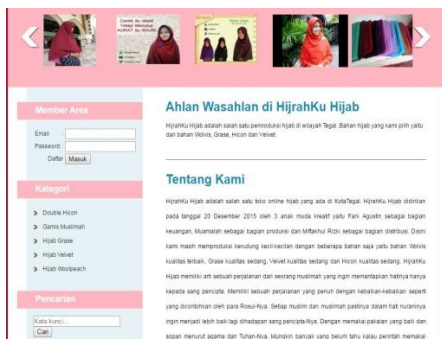 Member Area
Email :
Password :
Daftar Masuk
Kategori
Double Hicon
Gamis Muslimah
Hijab Grase
Hijab Velvet
Hijab Woolpeach
Pencarian
Kata kunci...
Cari
Ahlan Wasahlan di HijrahKu Hijab
HijrahKu Hijab adalah salah satu pemroduksi hijab di wilayah Tegal. Bahan hijab yang kami pilih yaitu
dari bahan Wolvis, Grase, Hicon dan Velvet.
Tentang Kami
HijrahKu Hijab adalah salah satu toko online hijab yang ada di KotaTegal. HijrahKu Hijab didirikan
pada tanggal 20 Desember 2015 oleh 3 anak muda kreatif yaitu Fani Agustin sebagai bagian
keuangan, Muamalah sebagai bagian produksi dan Miftakhul Rizki sebagai bagian distribusi. Disini
kami masih memproduksi kerudung kecil-kecilan dengan beberapa bahan saja yaitu bahan Wolvis
kualitas terbaik, Grase kualitas sedang, Velvet kualitas sedang dan Hicon kualitas sedang. HijrahKu
Hijab memiliki arti sebuah perjalanan dari seorang muslimah yang ingin memantapkan hatinya hanya
kepada sang pencipta. Memiliki sebuah perjalanan yang penuh dengan kebaikan-kebaikan seperti
yang dicontohkan oleh para Rosul-Nya. Setiap muslim dan muslimah pastinya dalam hati nuraninya
ingin menjadi lebih baik lagi dihadapan sang pencipta-Nya. Dengan memakai pakaian yang baik dan
sopan menurut agama dan Tuhan-Nya. Mungkin banyak yang belum tahu kalau perintah memakai